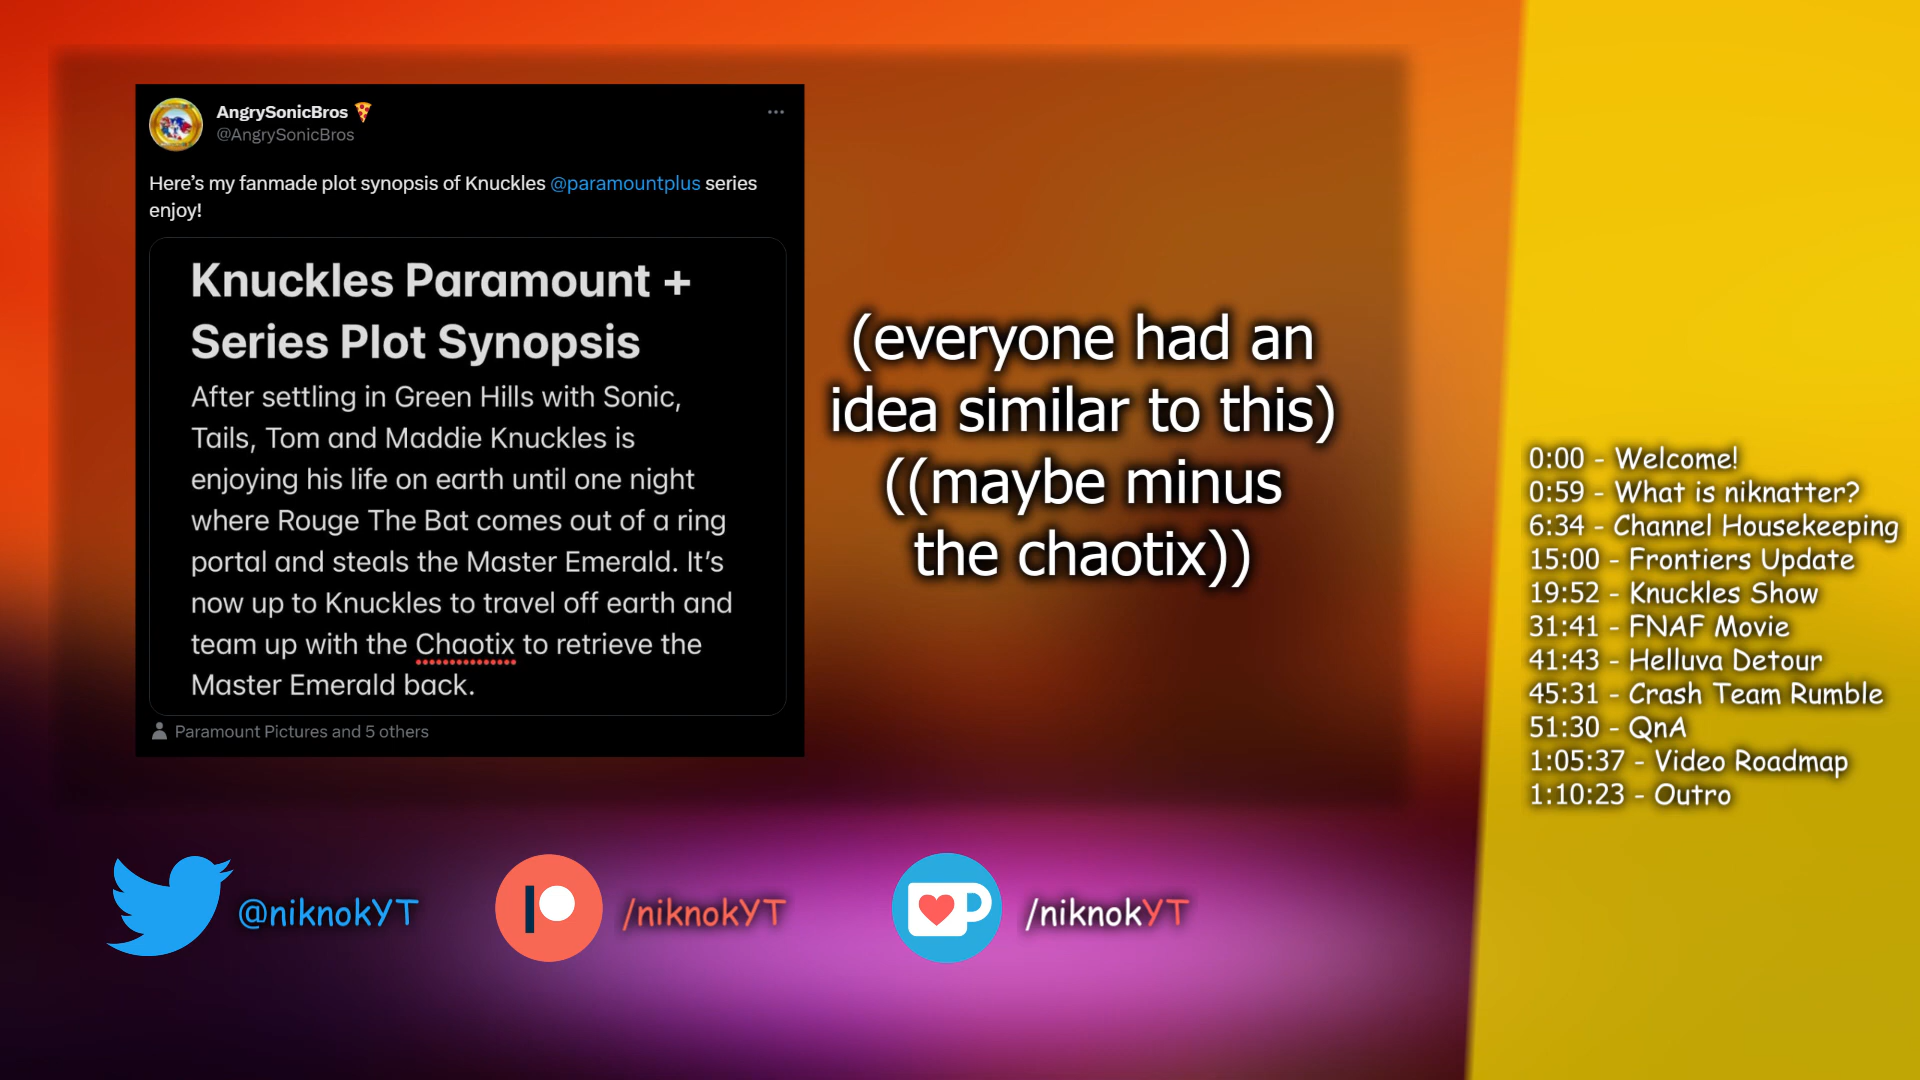 AngrySonicBros 🍕
@AngrySonicBros
Here’s my fanmade plot synopsis of Knuckles @paramountplus series
enjoy!
Knuckles Paramount +
Series Plot Synopsis
After settling in Green Hills with Sonic,
Tails, Tom and Maddie Knuckles is
enjoying his life on earth until one night
where Rouge The Bat comes out of a ring
portal and steals the Master Emerald. It’s
now up to Knuckles to travel off earth and
team up with the Chaotix to retrieve the
Master Emerald back.
Paramount Pictures and 5 others
(everyone had an
idea similar to this)
((maybe minus
the chaotix))
0:00 - Welcome!
0:59 - What is niknatter?
6:34 - Channel Housekeeping
15:00 - Frontiers Update
19:52 - Knuckles Show
31:41 - FNAF Movie
41:43 - Helluva Detour
45:31 - Crash Team Rumble
51:30 - QnA
1:05:37 - Video Roadmap
1:10:23 - Outro
@niknokYT
/niknokYT
/niknokYT